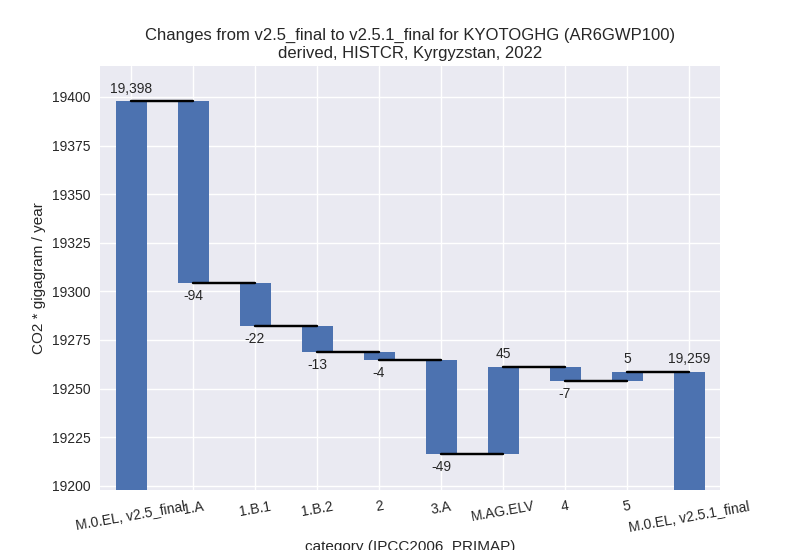 Changes from v2.5_final to v2.5.1_final for KYOTOGHG (AR6GWP100)
derived, HISTCR, Kyrgyzstan, 2022
CO2 * gigagram / year
19400
19375
19350
19325
19300
19275
19250
19225
19200
19,398
-94
-22
-13
-4
-49
45
-7
5
19,259
M.0.EL, v2.5_final
1.A
1.B.1
1.B.2
2
3.A
M.AG.ELV
4
5
M.0.EL, v2.5.1_final
category (IPCC2006_PRIMAP)